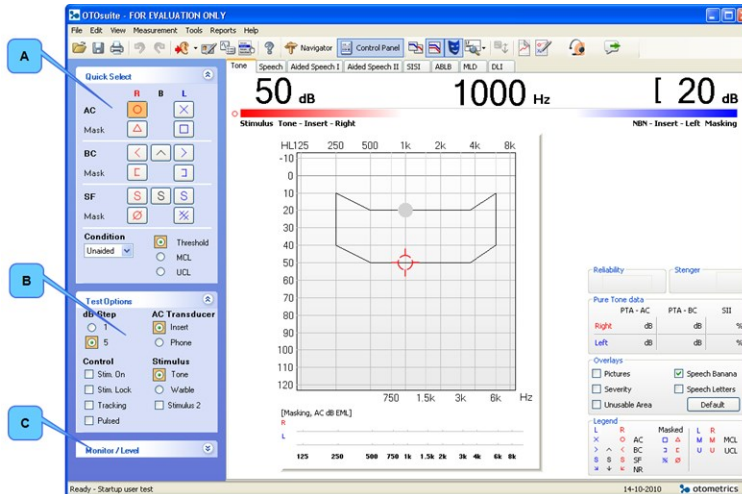 OTOsuite - FOR EVALUATION ONLY
File Edit View Measurement Tools Reports Help
Navigator Control Panel
Tone Speech Aided Speech I Aided Speech II SISI ABLB MLD DLI
A
Quick Select
R B L
AC
Mask
BC
Mask
SF S S S
Mask
Condition
Unaided
Threshold
MCL
UCL
B
Test Options
dB Step AC Transducer
1 Insert
5 Phone
Control Stimulus
Stim. On Tone
Stim. Lock Warble
Tracking Stimulus 2
Pulsed
C
Monitor / Level
50 dB 1000 Hz [ 20 dB
Stimulus Tone - Insert - Right NBN - Insert - Left Masking
HL 125 250 500 1k 2k 4k 8k
-10
0
10
20
30
40
50
60
70
80
90
100
110
120
750 1.5k 3k 6k Hz
[Masking, AC dB EML]
R
L
125 250 500 750 1k 1.5k 2k 3k 4k 6k 8k
Reliability Stenger
Pure Tone data
PTA - AC PTA - BC SII
Right dB dB %
Left dB dB %
Overlays
Pictures Speech Banana
Severity Speech Letters
Unusable Area Default
Legend
L R Masked L R
AC M M MCL
BC U U UCL
S S S SF
NR
Ready - Startup user test 14-10-2010 otometrics